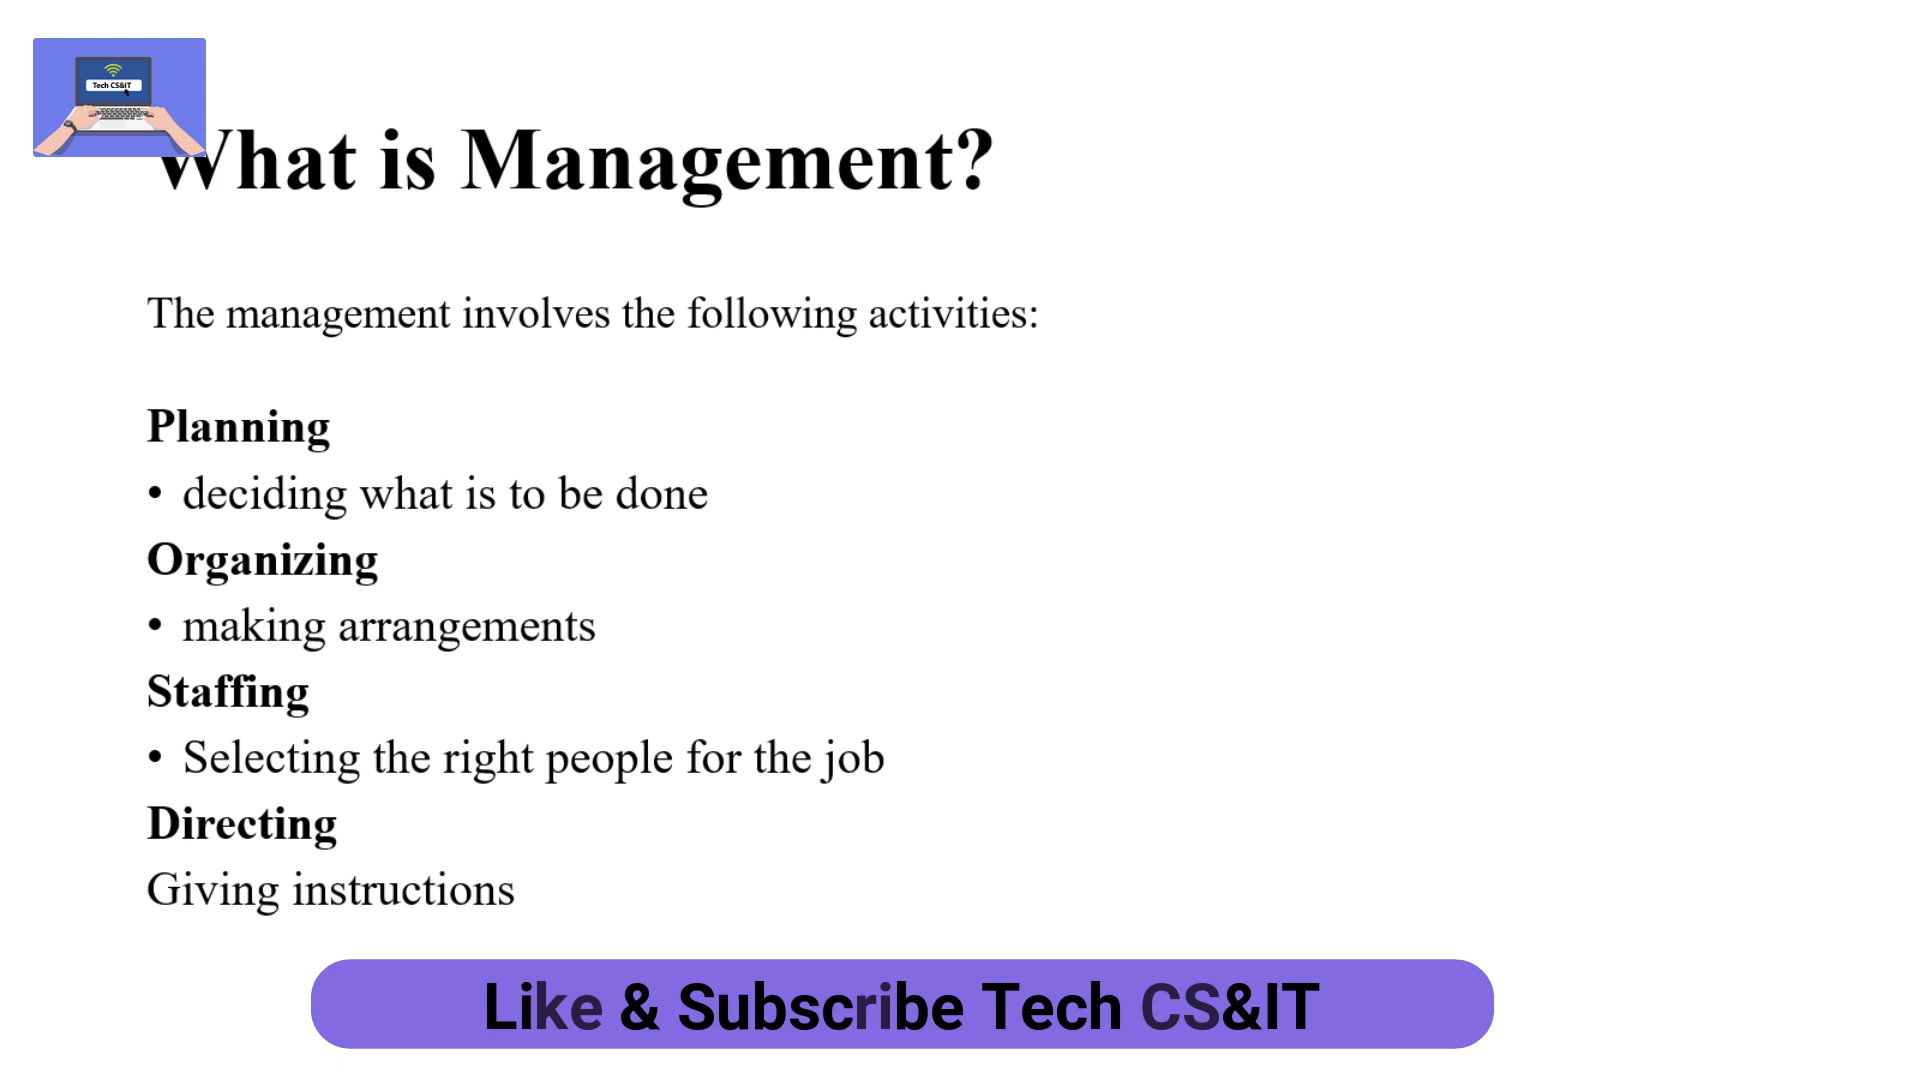 Tech CS&IT
What is Management?
The management involves the following activities:
Planning
• deciding what is to be done
Organizing
• making arrangements
Staffing
• Selecting the right people for the job
Directing
Giving instructions
Like & Subscribe Tech CS&IT